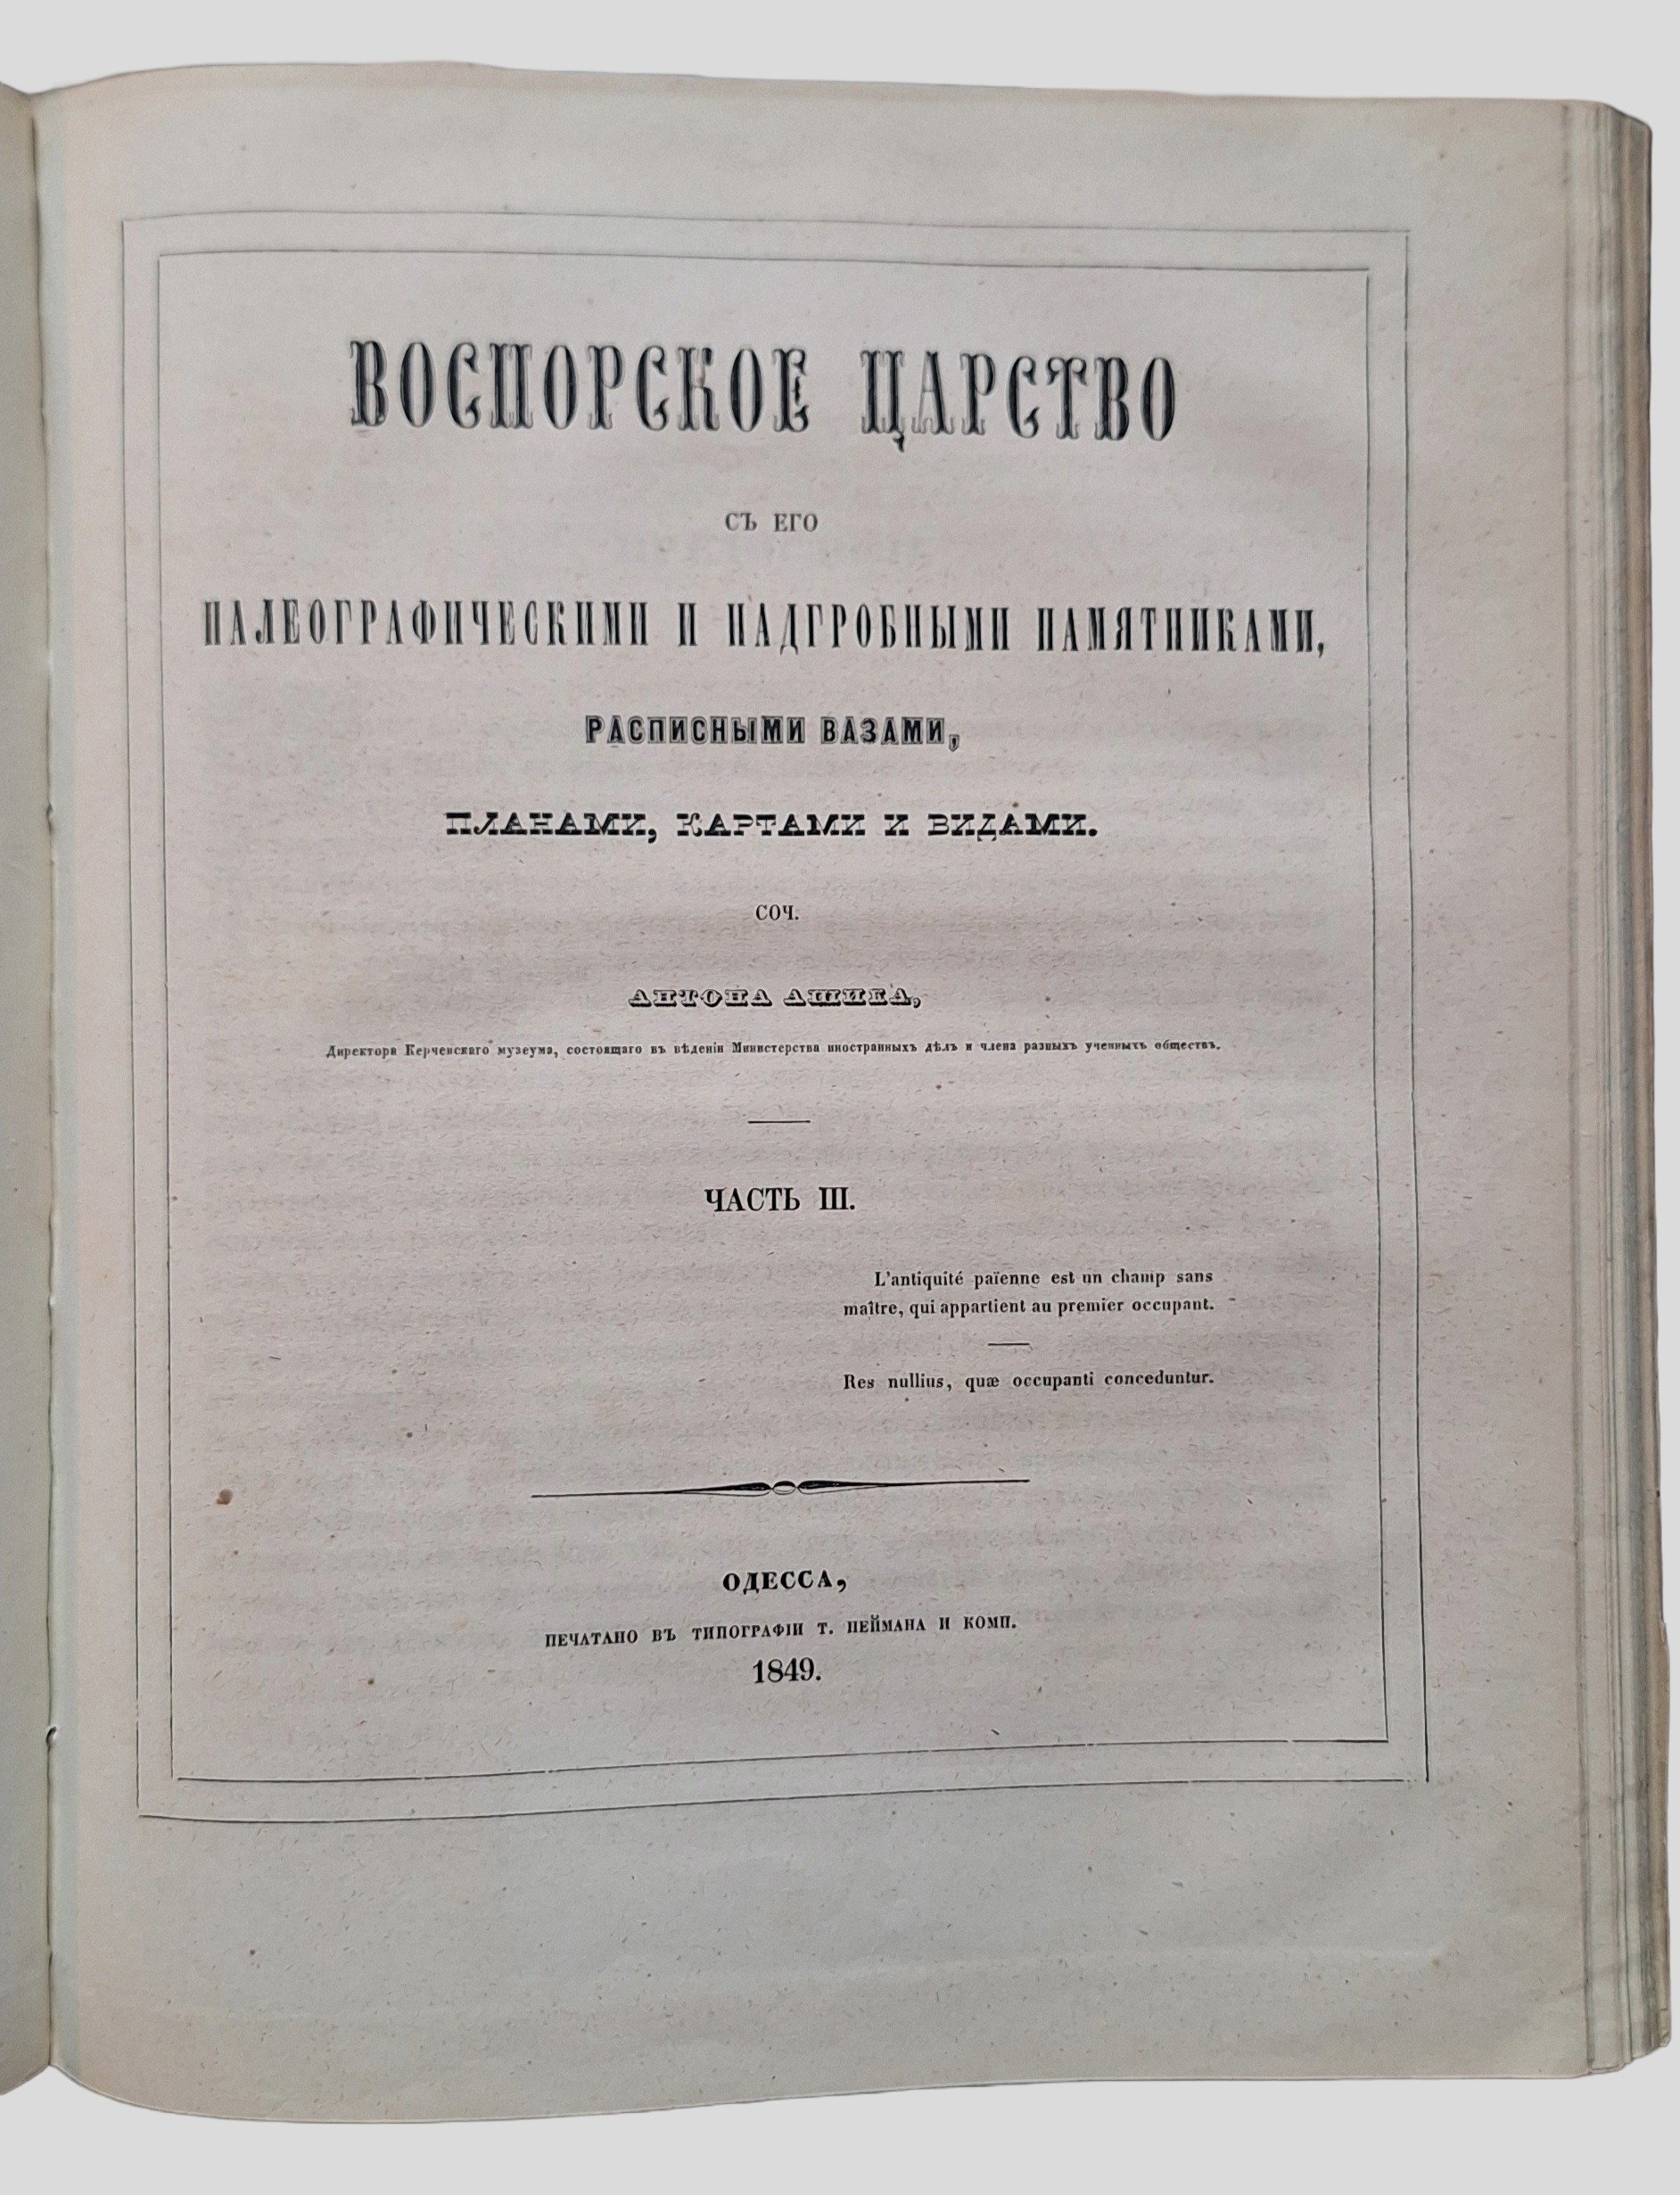 ВОСПОРСКОЕ ЦАРСТВО
СЪ ЕГО
ПАЛЕОГРАФИЧЕСКИМИ И НАДГРОБНЫМИ ПАМЯТНИКАМИ,
РАСПИСНЫМИ ВАЗАМИ,
ПЛАНАМИ, КАРТАМИ И ВИДАМИ.
СОЧ.
АНТОНА АШИКА,
Директора Керченскаго музеума, состоящаго въ вѣденіи Министерства иностранныхъ дѣлъ и члена разныхъ ученныхъ обществъ.
ЧАСТЬ III.
L'antiquité païenne est un champ sans
maître, qui appartient au premier occupant.
Res nullius, quæ occupanti conceduntur.
ОДЕССА,
ПЕЧАТАНО ВЪ ТИПОГРАФІИ Т. НЕЙМАНА И КОМП.
1849.